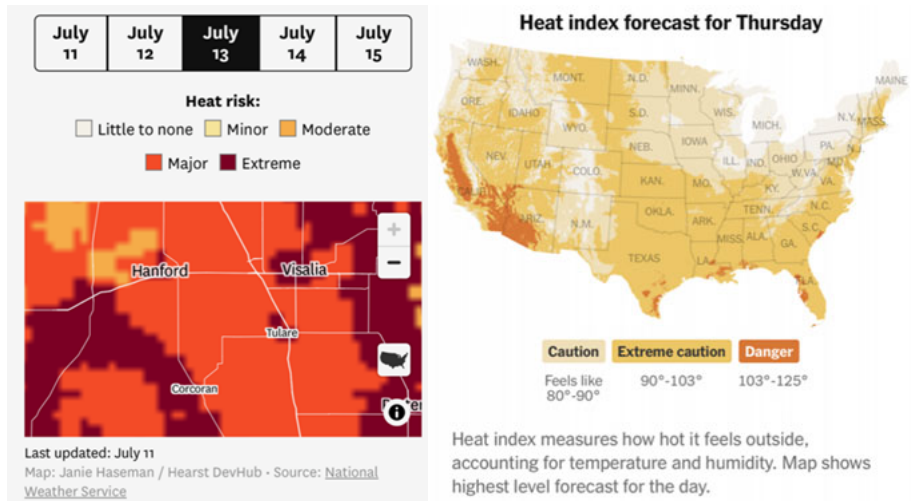 July
11
July
12
July
13
July
14
July
15
Heat risk:
Little to none
Minor
Moderate
Major
Extreme
Hanford
Visalia
Tulare
Corcoran
Last updated: July 11
Map: Janie Haseman / Hearst DevHub · Source: National
Weather Service
Heat index forecast for Thursday
WASH.
ORE.
IDAHO
MONT.
N.D.
MINN.
MAINE
S.D.
WIS.
WYO.
MICH.
N.Y.
MASS.
NEV.
UTAH
COLO.
NEB.
IOWA
ILL.
IND.
OHIO
PA.
N.J.
MD.
W.VA.
VA.
CALIF.
KAN.
MO.
KY.
ARIZ.
N.M.
OKLA.
ARK.
TENN.
N.C.
S.C.
TEXAS
LA.
MISS.
ALA.
GA.
FLA.
Caution
Extreme caution
Danger
Feels like
80°-90°
90°-103°
103°-125°
Heat index measures how hot it feels outside,
accounting for temperature and humidity. Map shows
highest level forecast for the day.